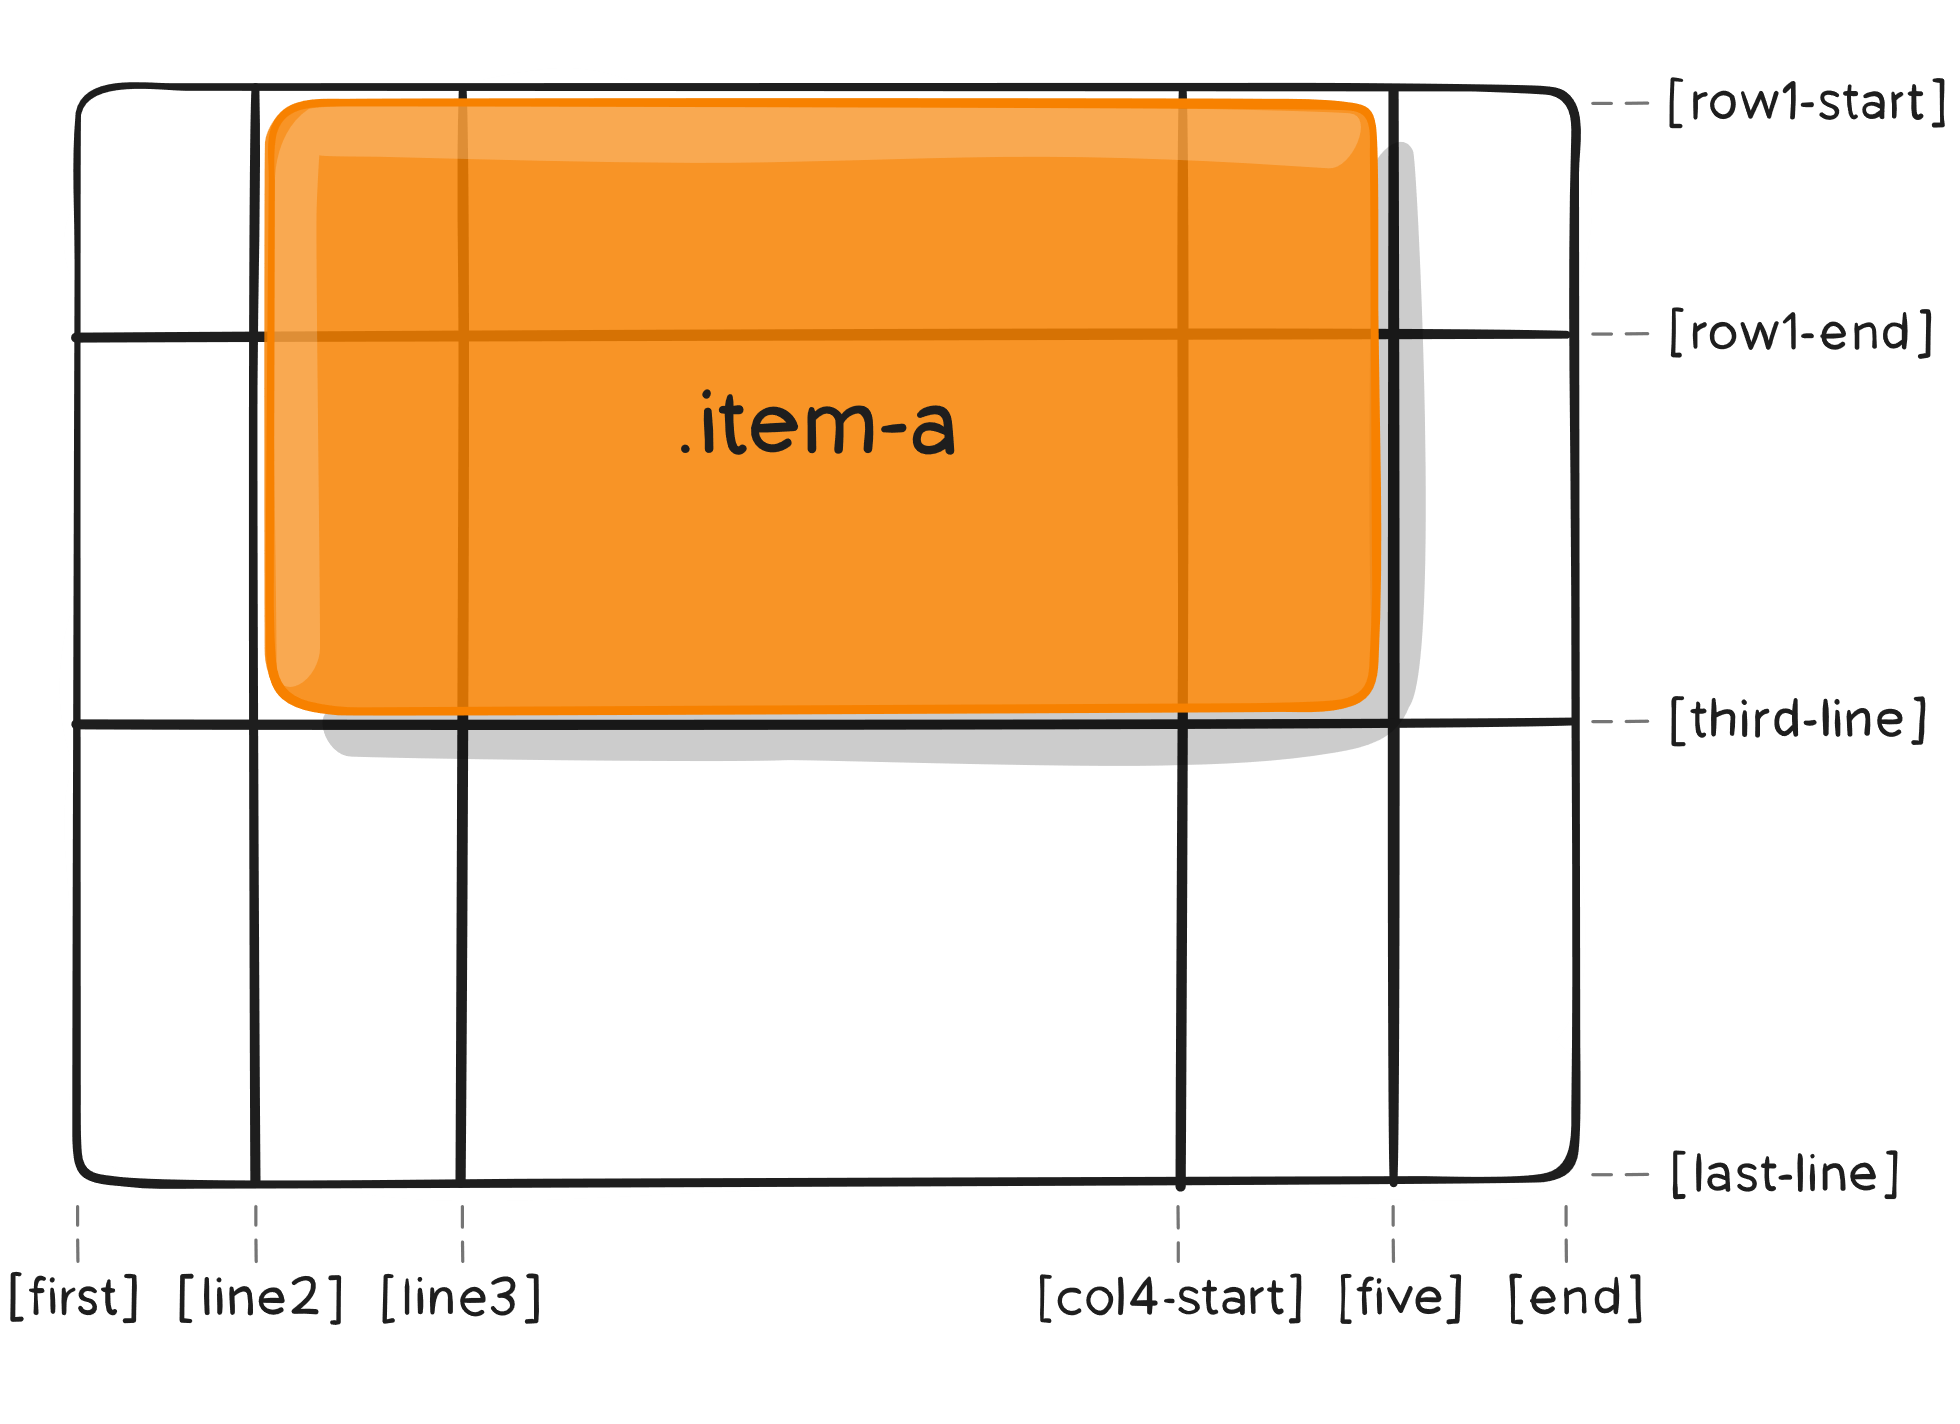 [row1-start]
[row1-end]
.item-a
[third-line]
[last-line]
[first] [line2] [line3] [col4-start] [five] [end]